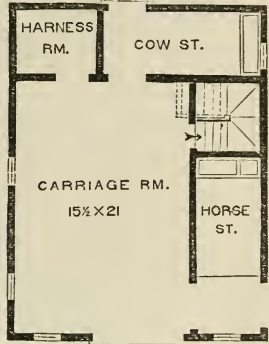 HARNESS
RM.
COW ST.
CARRIAGE RM.
15½ X 21
HORSE
ST.